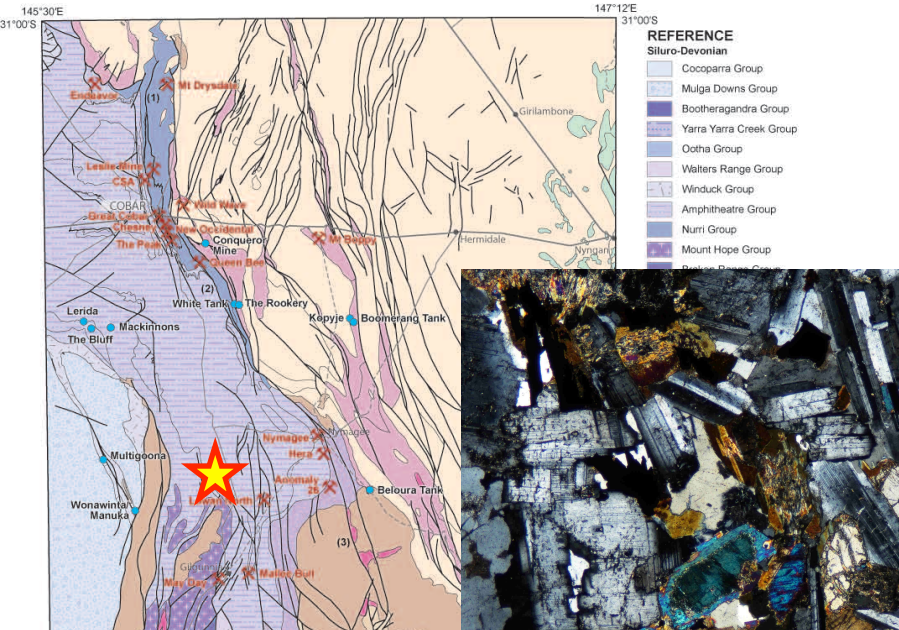 145°30'E
147°12'E
31°00'S
31°00'S
REFERENCE
Siluro-Devonian
Cocoparra Group
Mulga Downs Group
Bootheragandra Group
Yarra Yarra Creek Group
Ootha Group
Walters Range Group
Winduck Group
Amphitheatre Group
Nurri Group
Mount Hope Group
Endeavor
Mt Drysdale
(1)
Girilambone
Leslie Mine
CSA
COBAR
Wild Wave
Great Cobar
Chesney
New Occidental
The Peak
Conqueror
Mine
Mt Boppy
Hermidale
Nyngan
Queen Bee
(2)
White Tank
The Rookery
Lerida
Mackinnons
The Bluff
Kopyje
Boomerang Tank
Nymagee
Nymagee
Hera
Multigoona
Anomaly
Beloura Tank
Wonawinta
Manuka
(3)
Gilgunnia
May Day
Mallee Bull